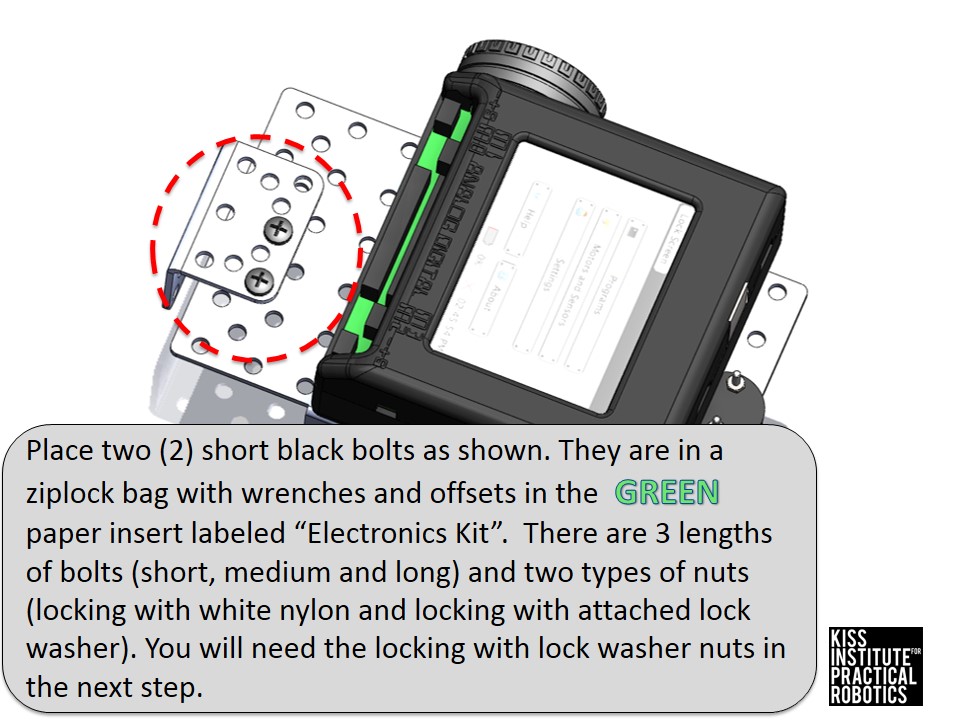 Lock Screen
Programs
Motors and Sensors
Settings
Help
About
OK
ANALOG
DIGITAL
Place two (2) short black bolts as shown. They are in a
ziplock bag with wrenches and offsets in the GREEN
paper insert labeled “Electronics Kit”. There are 3 lengths
of bolts (short, medium and long) and two types of nuts
(locking with white nylon and locking with attached lock
washer). You will need the locking with lock washer nuts in
the next step.
KISS
INSTITUTE FOR
PRACTICAL
ROBOTICS